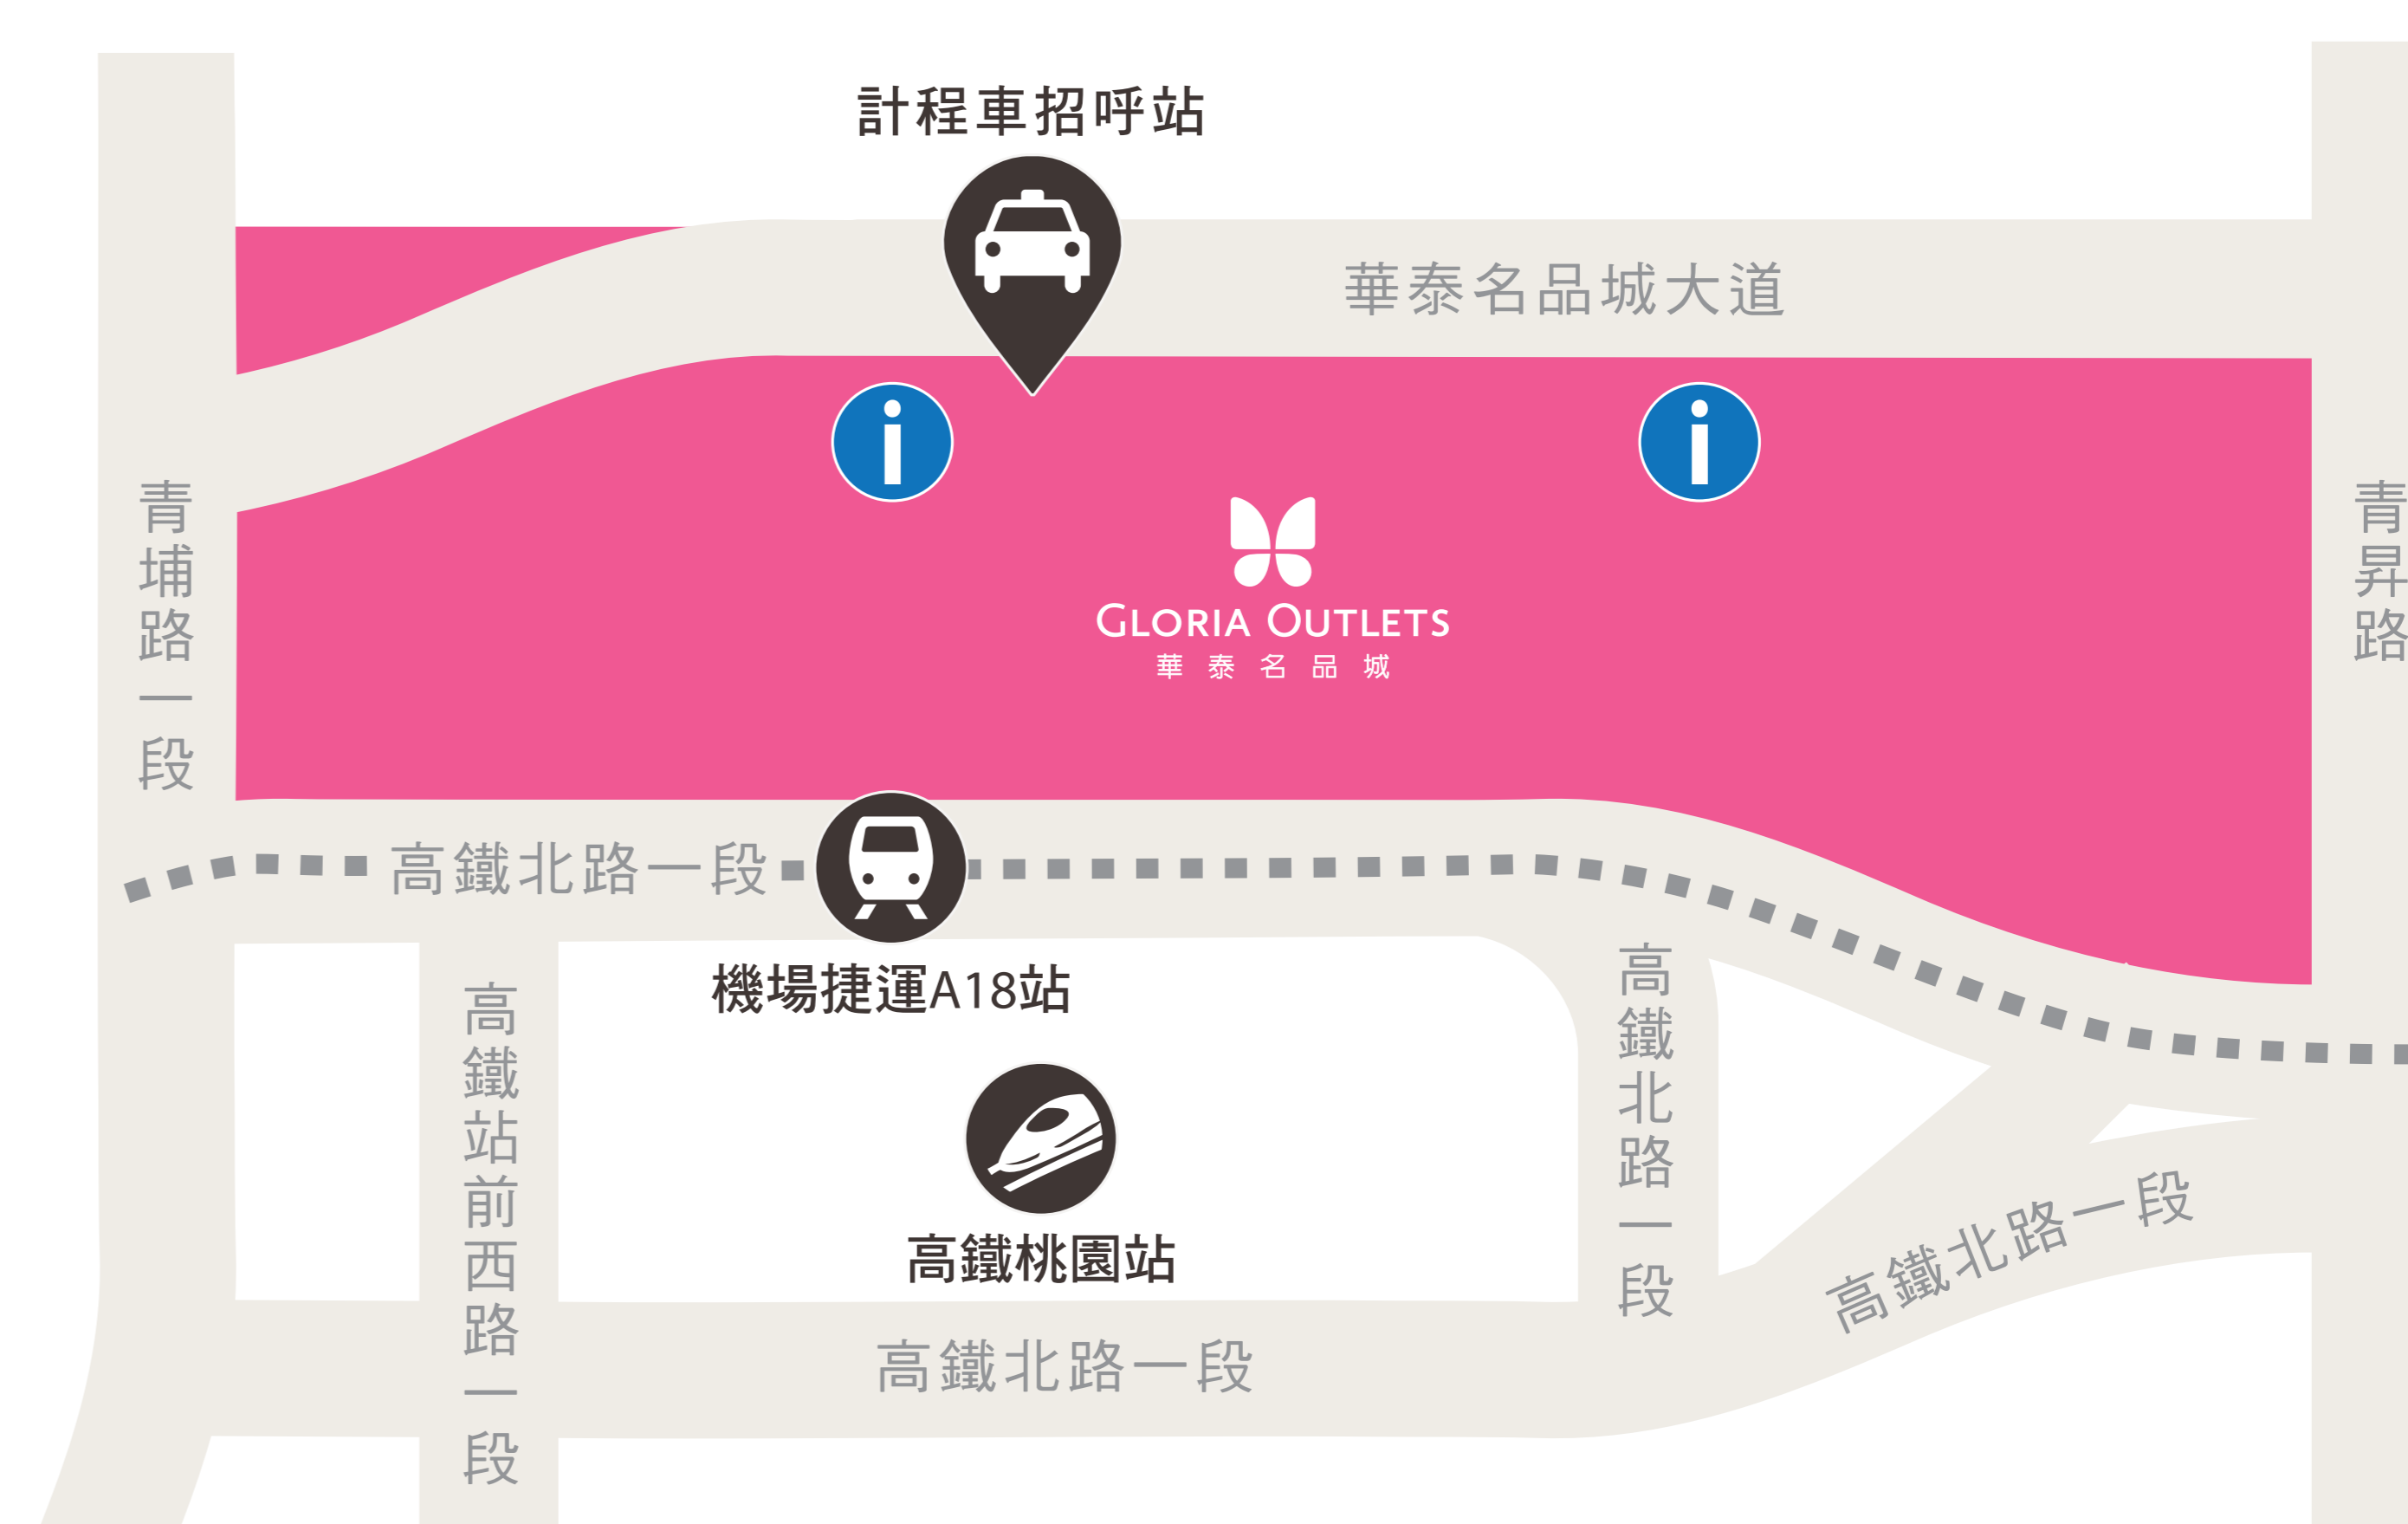 計程車招呼站
華泰名品城大道
青埔路一段
青昇路
GLORIA OUTLETS
華泰名品城
高鐵北路一段
機場捷運A18站
高鐵站前西路一段
高鐵北路一段
高鐵桃園站
高鐵北路一段
高鐵北路一段